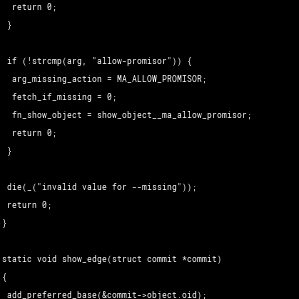 return 0;
}
if (!strcmp(arg, "allow-promisor")) {
arg_missing_action = MA_ALLOW_PROMISOR;
fetch_if_missing = 0;
fn_show_object = show_object__ma_allow_promisor;
return 0;
}
die(_("invalid value for --missing"));
return 0;
}
static void show_edge(struct commit *commit)
{
add_preferred_base(&commit->object.oid);